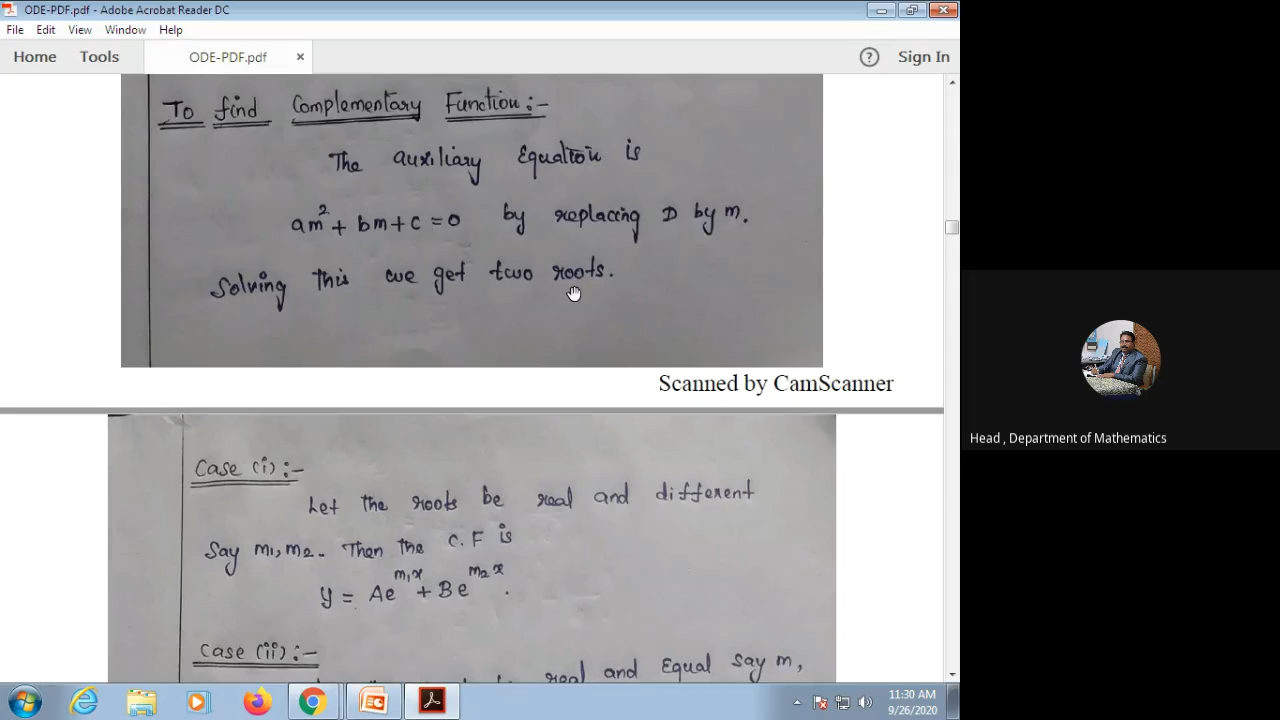 ODE-PDF.pdf - Adobe Acrobat Reader DC
File Edit View Window Help
Home Tools ODE-PDF.pdf × ? Sign In
To find Complementary Function:-
The auxiliary Equation is
am² + bm + c = 0 by replacing D by m.
Solving this we get two roots.
Scanned by CamScanner
Case (i):-
Let the roots be real and different
Say m1, m2. Then the C.F is
y = Ae^m1x + Be^m2x.
Case (ii):-
real and Equal say m,
Head , Department of Mathematics
11:30 AM
9/26/2020